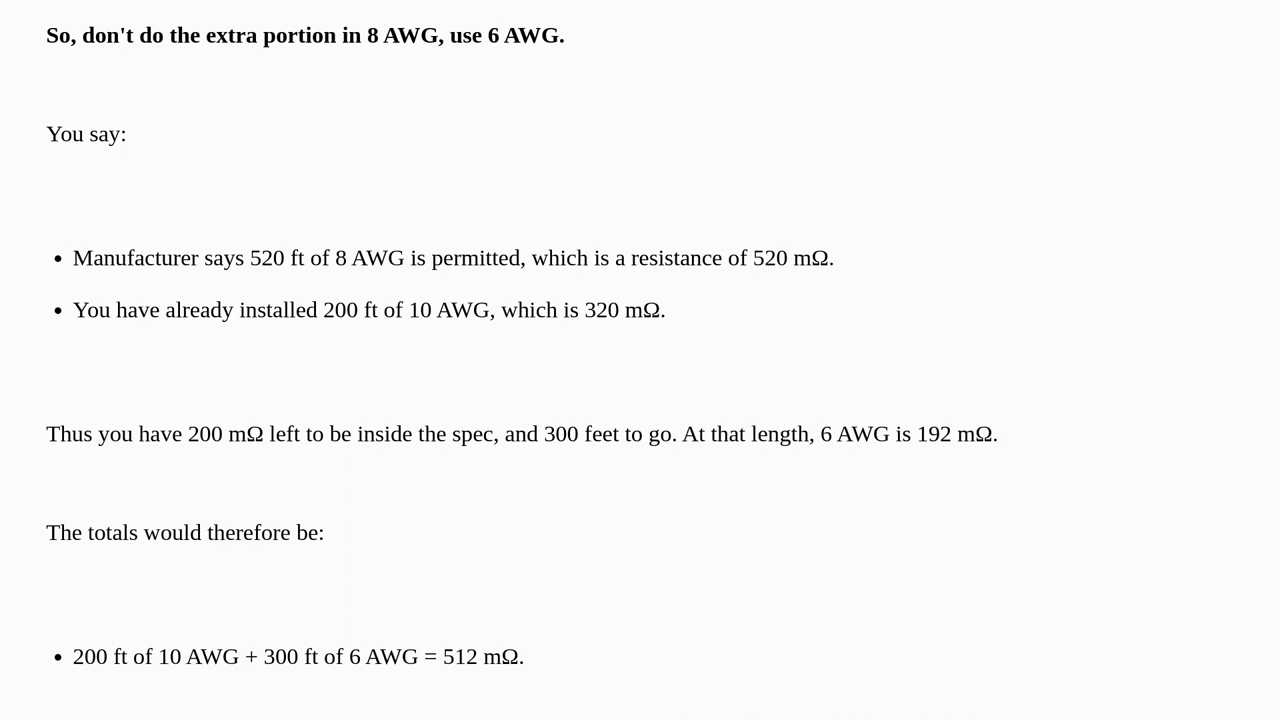 So, don't do the extra portion in 8 AWG, use 6 AWG.
You say:
• Manufacturer says 520 ft of 8 AWG is permitted, which is a resistance of 520 mΩ.
• You have already installed 200 ft of 10 AWG, which is 320 mΩ.
Thus you have 200 mΩ left to be inside the spec, and 300 feet to go. At that length, 6 AWG is 192 mΩ.
The totals would therefore be:
• 200 ft of 10 AWG + 300 ft of 6 AWG = 512 mΩ.